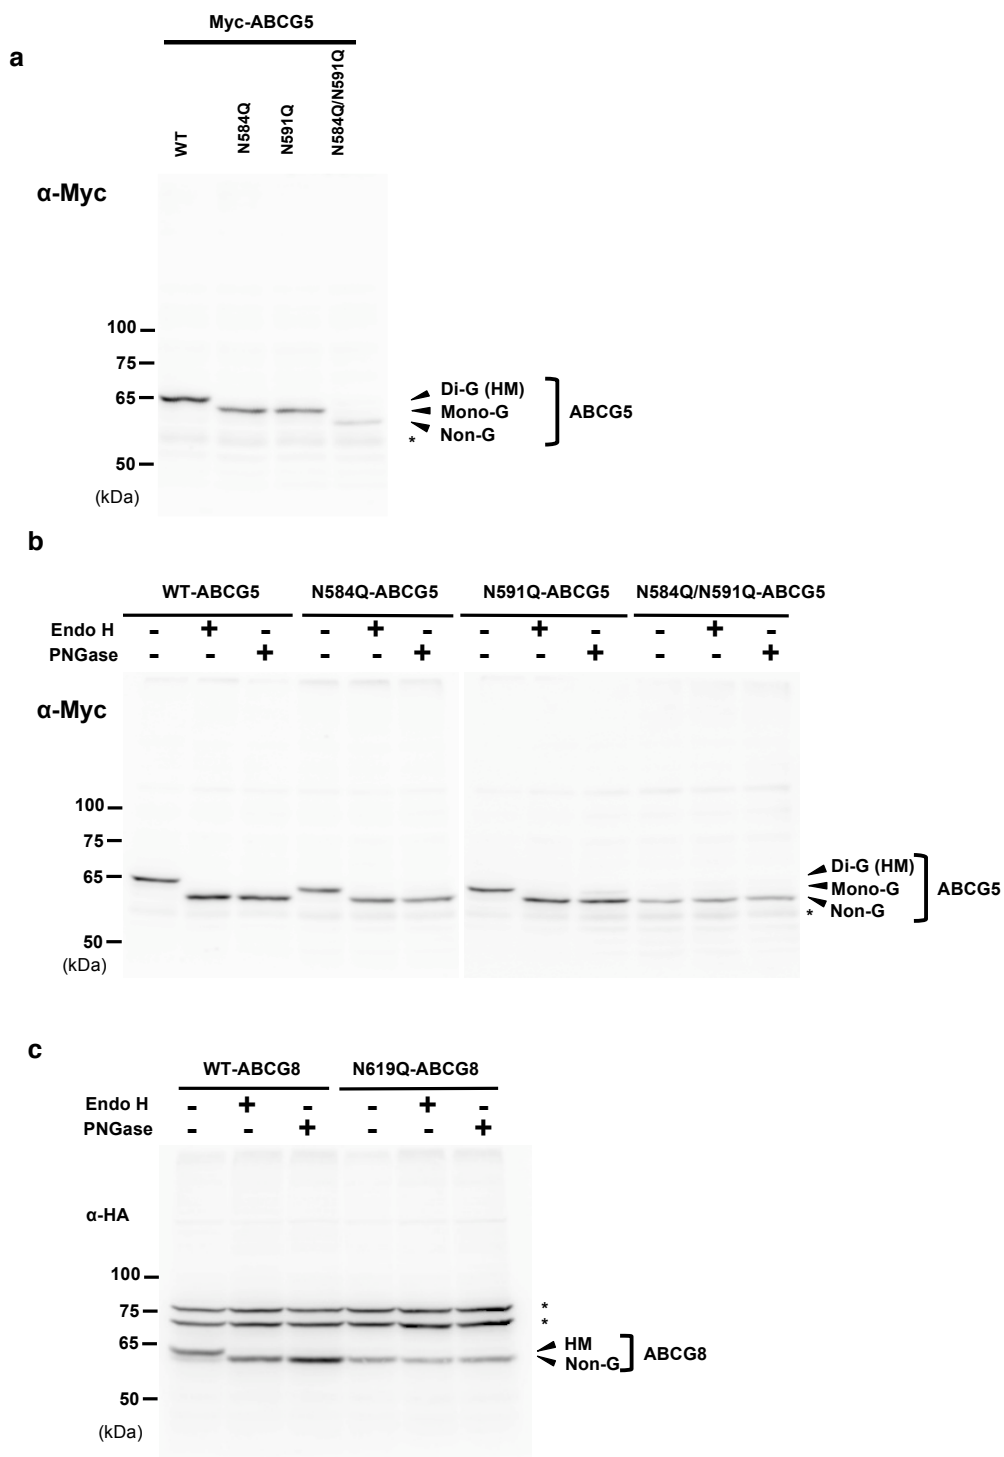 Myc-ABCG5
a
WT
N584Q
N591Q
N584Q/N591Q
α-Myc
100
75
65
50
(kDa)
Di-G (HM)
Mono-G
Non-G
*
ABCG5
b
WT-ABCG5 N584Q-ABCG5 N591Q-ABCG5 N584Q/N591Q-ABCG5
Endo H - + - - + - - + - - + -
PNGase - - + - - + - - + - - +
α-Myc
100
75
65
50
(kDa)
Di-G (HM)
Mono-G
Non-G
*
ABCG5
c
WT-ABCG8 N619Q-ABCG8
Endo H - + - - + -
PNGase - - + - - +
α-HA
100
75
65
50
(kDa)
*
*
HM
Non-G
ABCG8